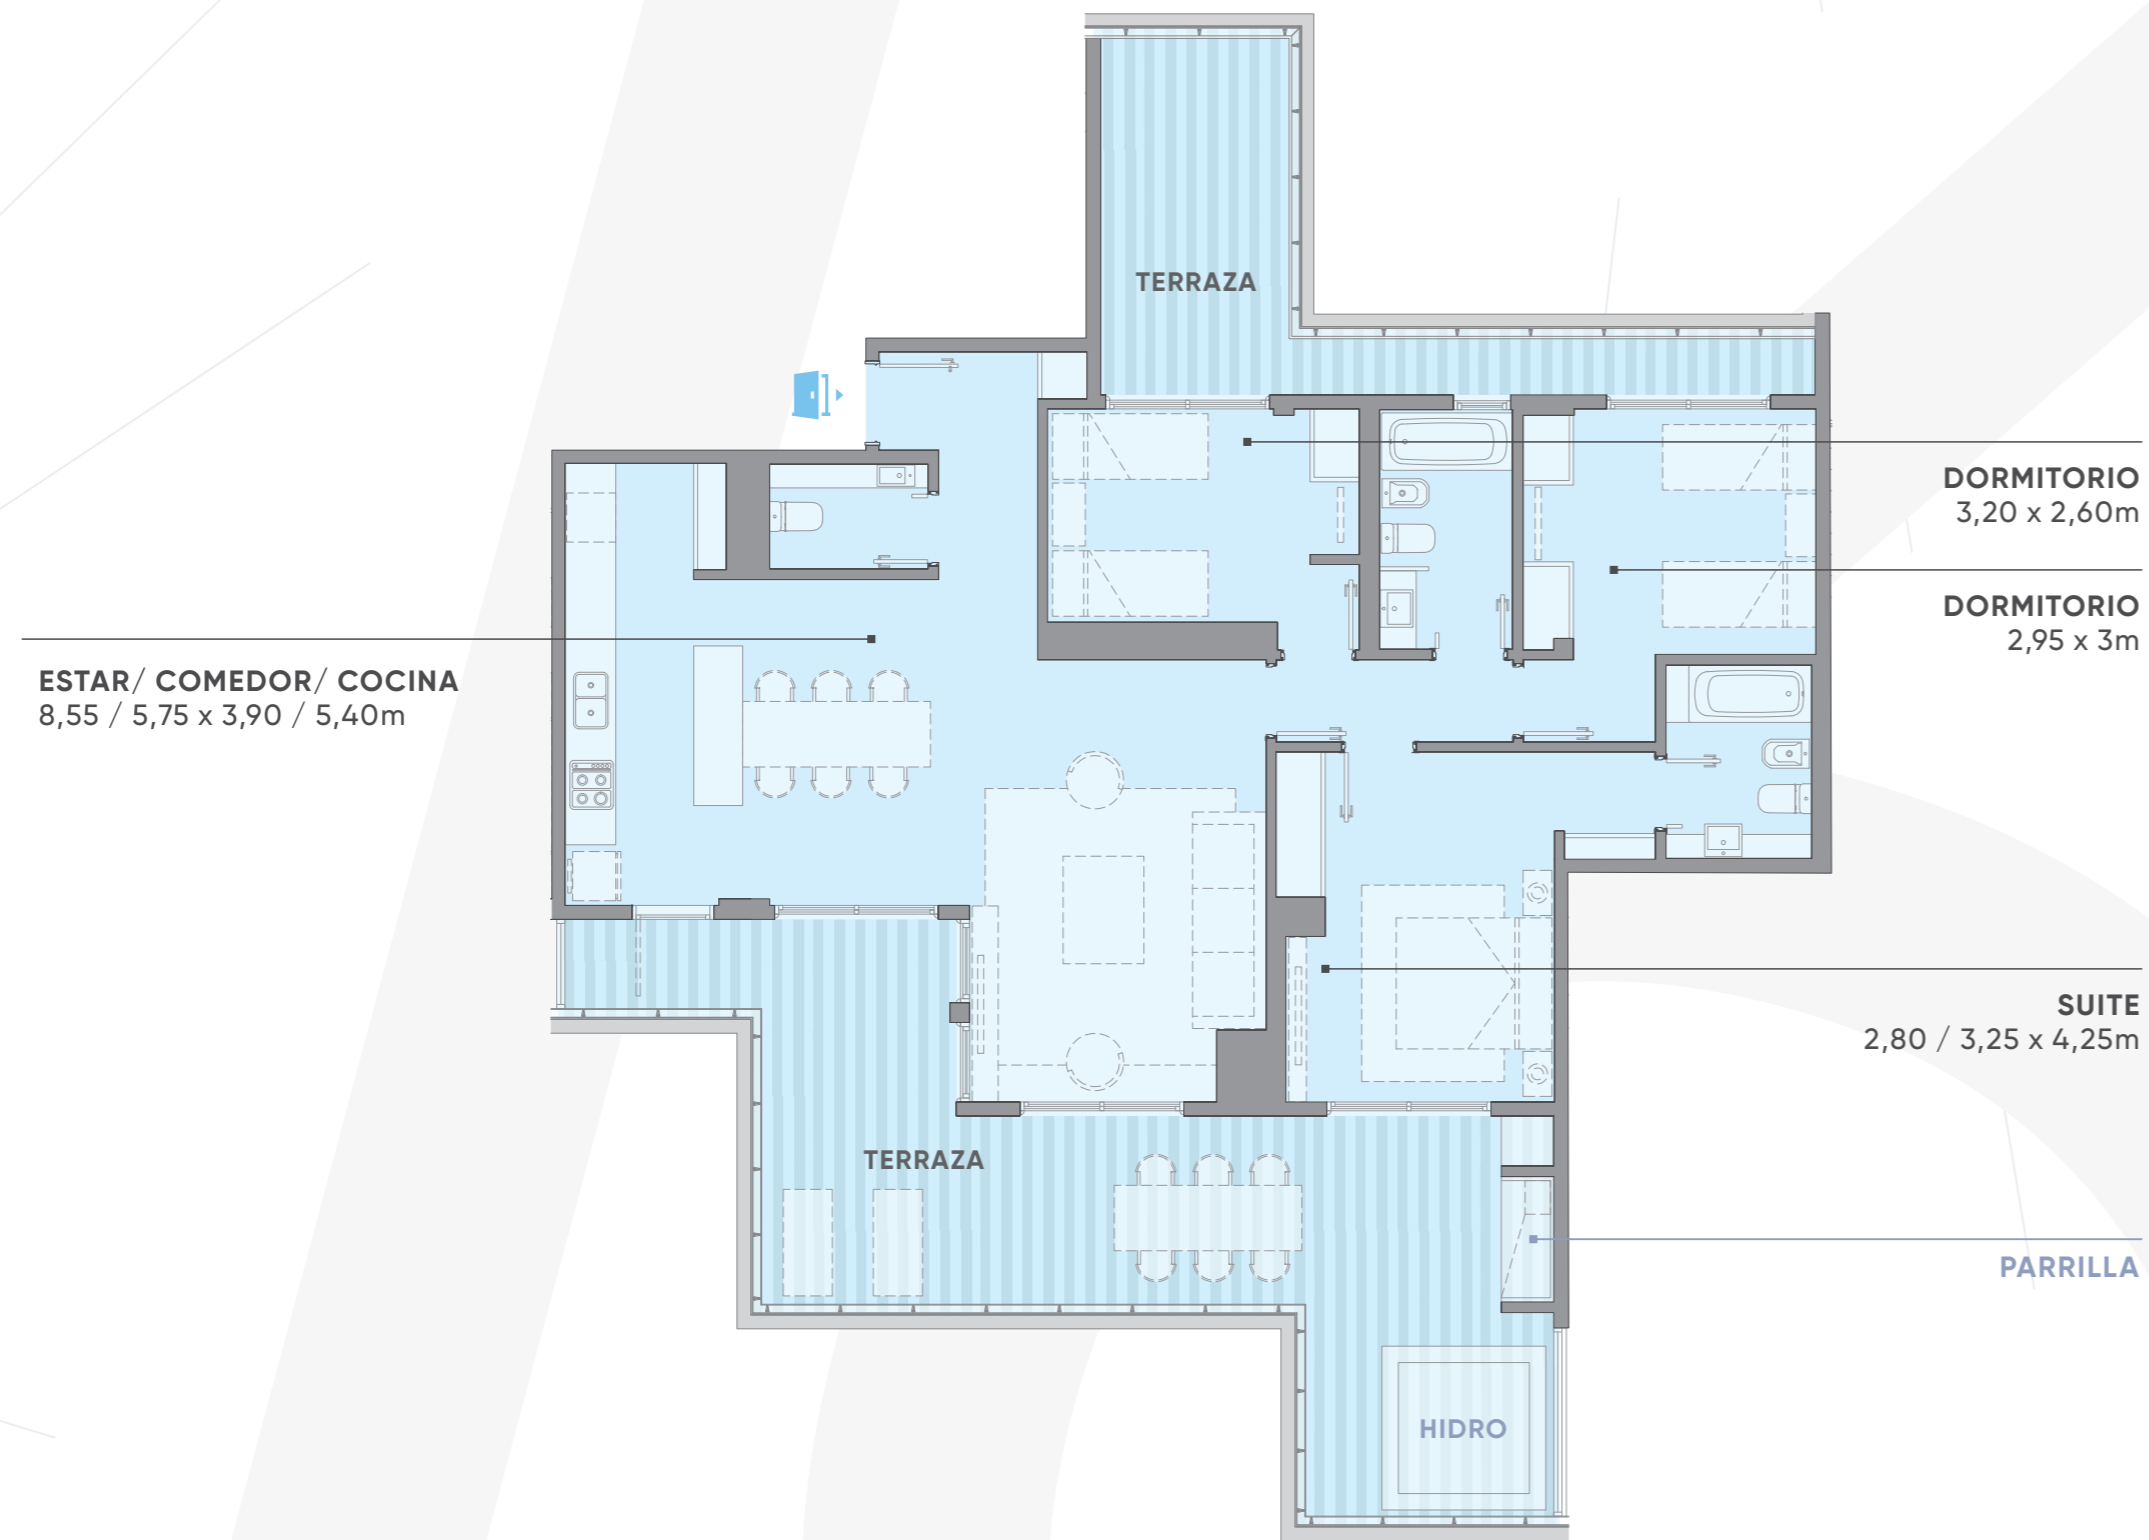 TERRAZA
DORMITORIO
3,20 x 2,60m
DORMITORIO
2,95 x 3m
ESTAR/ COMEDOR/ COCINA
8,55 / 5,75 x 3,90 / 5,40m
SUITE
2,80 / 3,25 x 4,25m
TERRAZA
PARRILLA
HIDRO